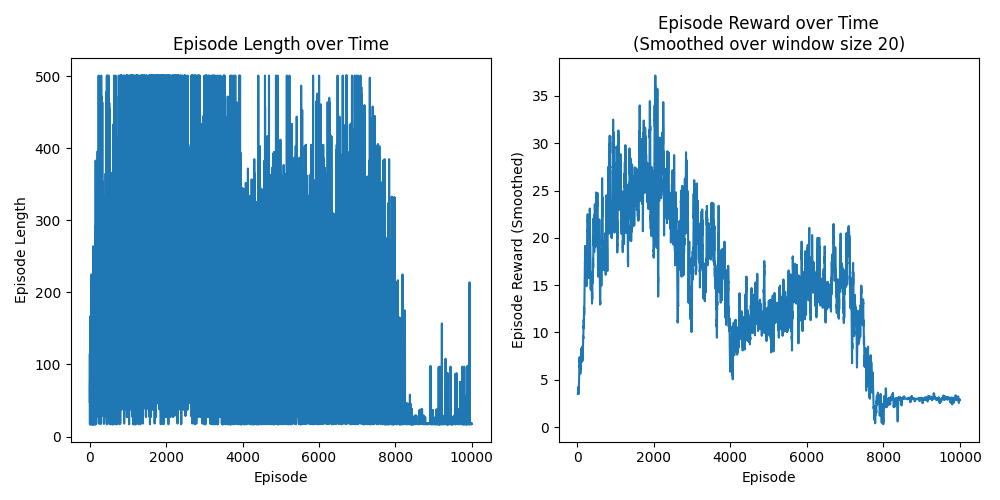 Episode Length over Time
Episode Length
500
400
300
200
100
0
0 2000 4000 6000 8000 10000
Episode
Episode Reward over Time
(Smoothed over window size 20)
Episode Reward (Smoothed)
35
30
25
20
15
10
5
0
0 2000 4000 6000 8000 10000
Episode